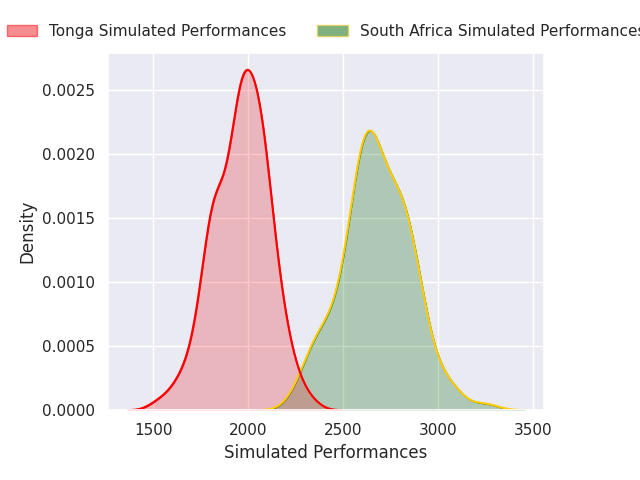 Tonga Simulated Performances
South Africa Simulated Performances
0.0025
0.0020
0.0015
0.0010
0.0005
0.0000
Density
1500 2000 2500 3000 3500
Simulated Performances